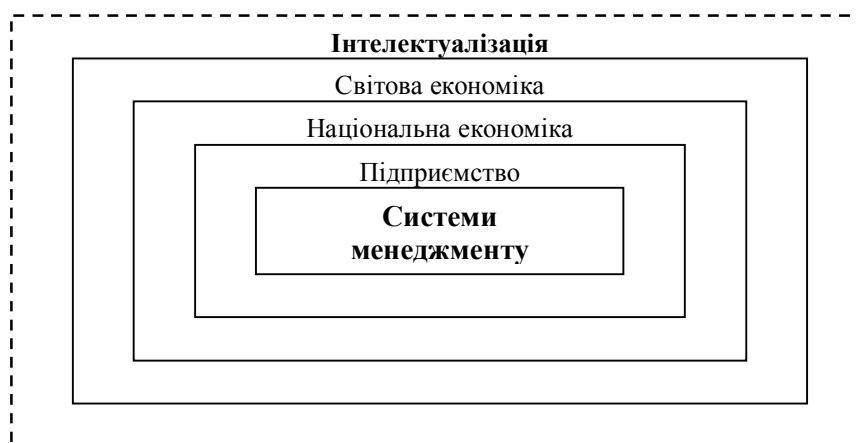 Інтелектуалізація
Світова економіка
Національна економіка
Підприємство
Системи
менеджменту